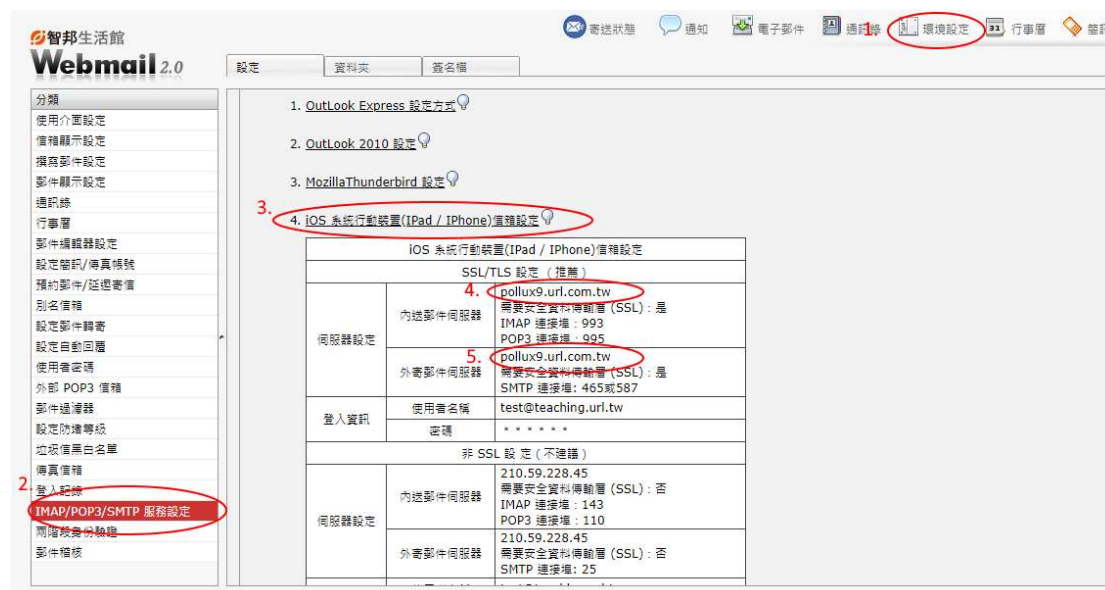 智邦生活館
Webmail 2.0
寄送狀態
通知
電子郵件
通訊錄
1.
環境設定
31
行事曆
簡訊
設定
資料夾
簽名檔
分類
使用介面設定
信箱顯示設定
撰寫郵件設定
郵件顯示設定
通訊錄
行事曆
郵件編輯器設定
設定簡訊/傳真帳號
預約郵件/延遲寄信
別名信箱
設定郵件轉寄
設定自動回覆
使用者密碼
外部 POP3 信箱
郵件過濾器
設定防堵等級
垃圾信黑白名單
傳真信箱
2.
登入記錄
IMAP/POP3/SMTP 服務設定
兩階段身份驗證
郵件稽核
1. OutLook Express 設定方式
2. OutLook 2010 設定
3. MozillaThunderbird 設定
3.
4. iOS 系統行動裝置(IPad / IPhone)信箱設定
iOS 系統行動裝置(IPad / IPhone)信箱設定
SSL/TLS 設定 （推薦）
伺服器設定
內送郵件伺服器
4.
pollux9.url.com.tw
需要安全資料傳輸層 (SSL)：是
IMAP 連接埠：993
POP3 連接埠：995
外寄郵件伺服器
5.
pollux9.url.com.tw
需要安全資料傳輸層 (SSL)：是
SMTP 連接埠: 465或587
登入資訊
使用者名稱
test@teaching.url.tw
密碼
* * * * * *
非 SSL 設 定 ( 不建議 )
伺服器設定
內送郵件伺服器
210.59.228.45
需要安全資料傳輸層 (SSL)：否
IMAP 連接埠：143
POP3 連接埠：110
外寄郵件伺服器
210.59.228.45
需要安全資料傳輸層 (SSL)：否
SMTP 連接埠: 25